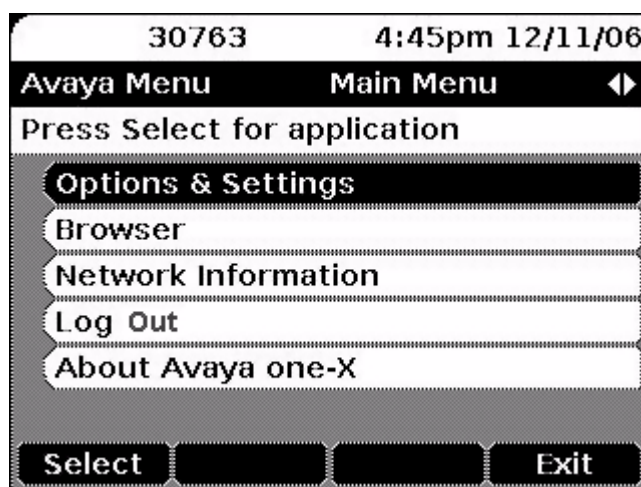 30763 4:45pm 12/11/06
Avaya Menu Main Menu
Press Select for application
Options & Settings
Browser
Network Information
Log Out
About Avaya one-X
Select Exit